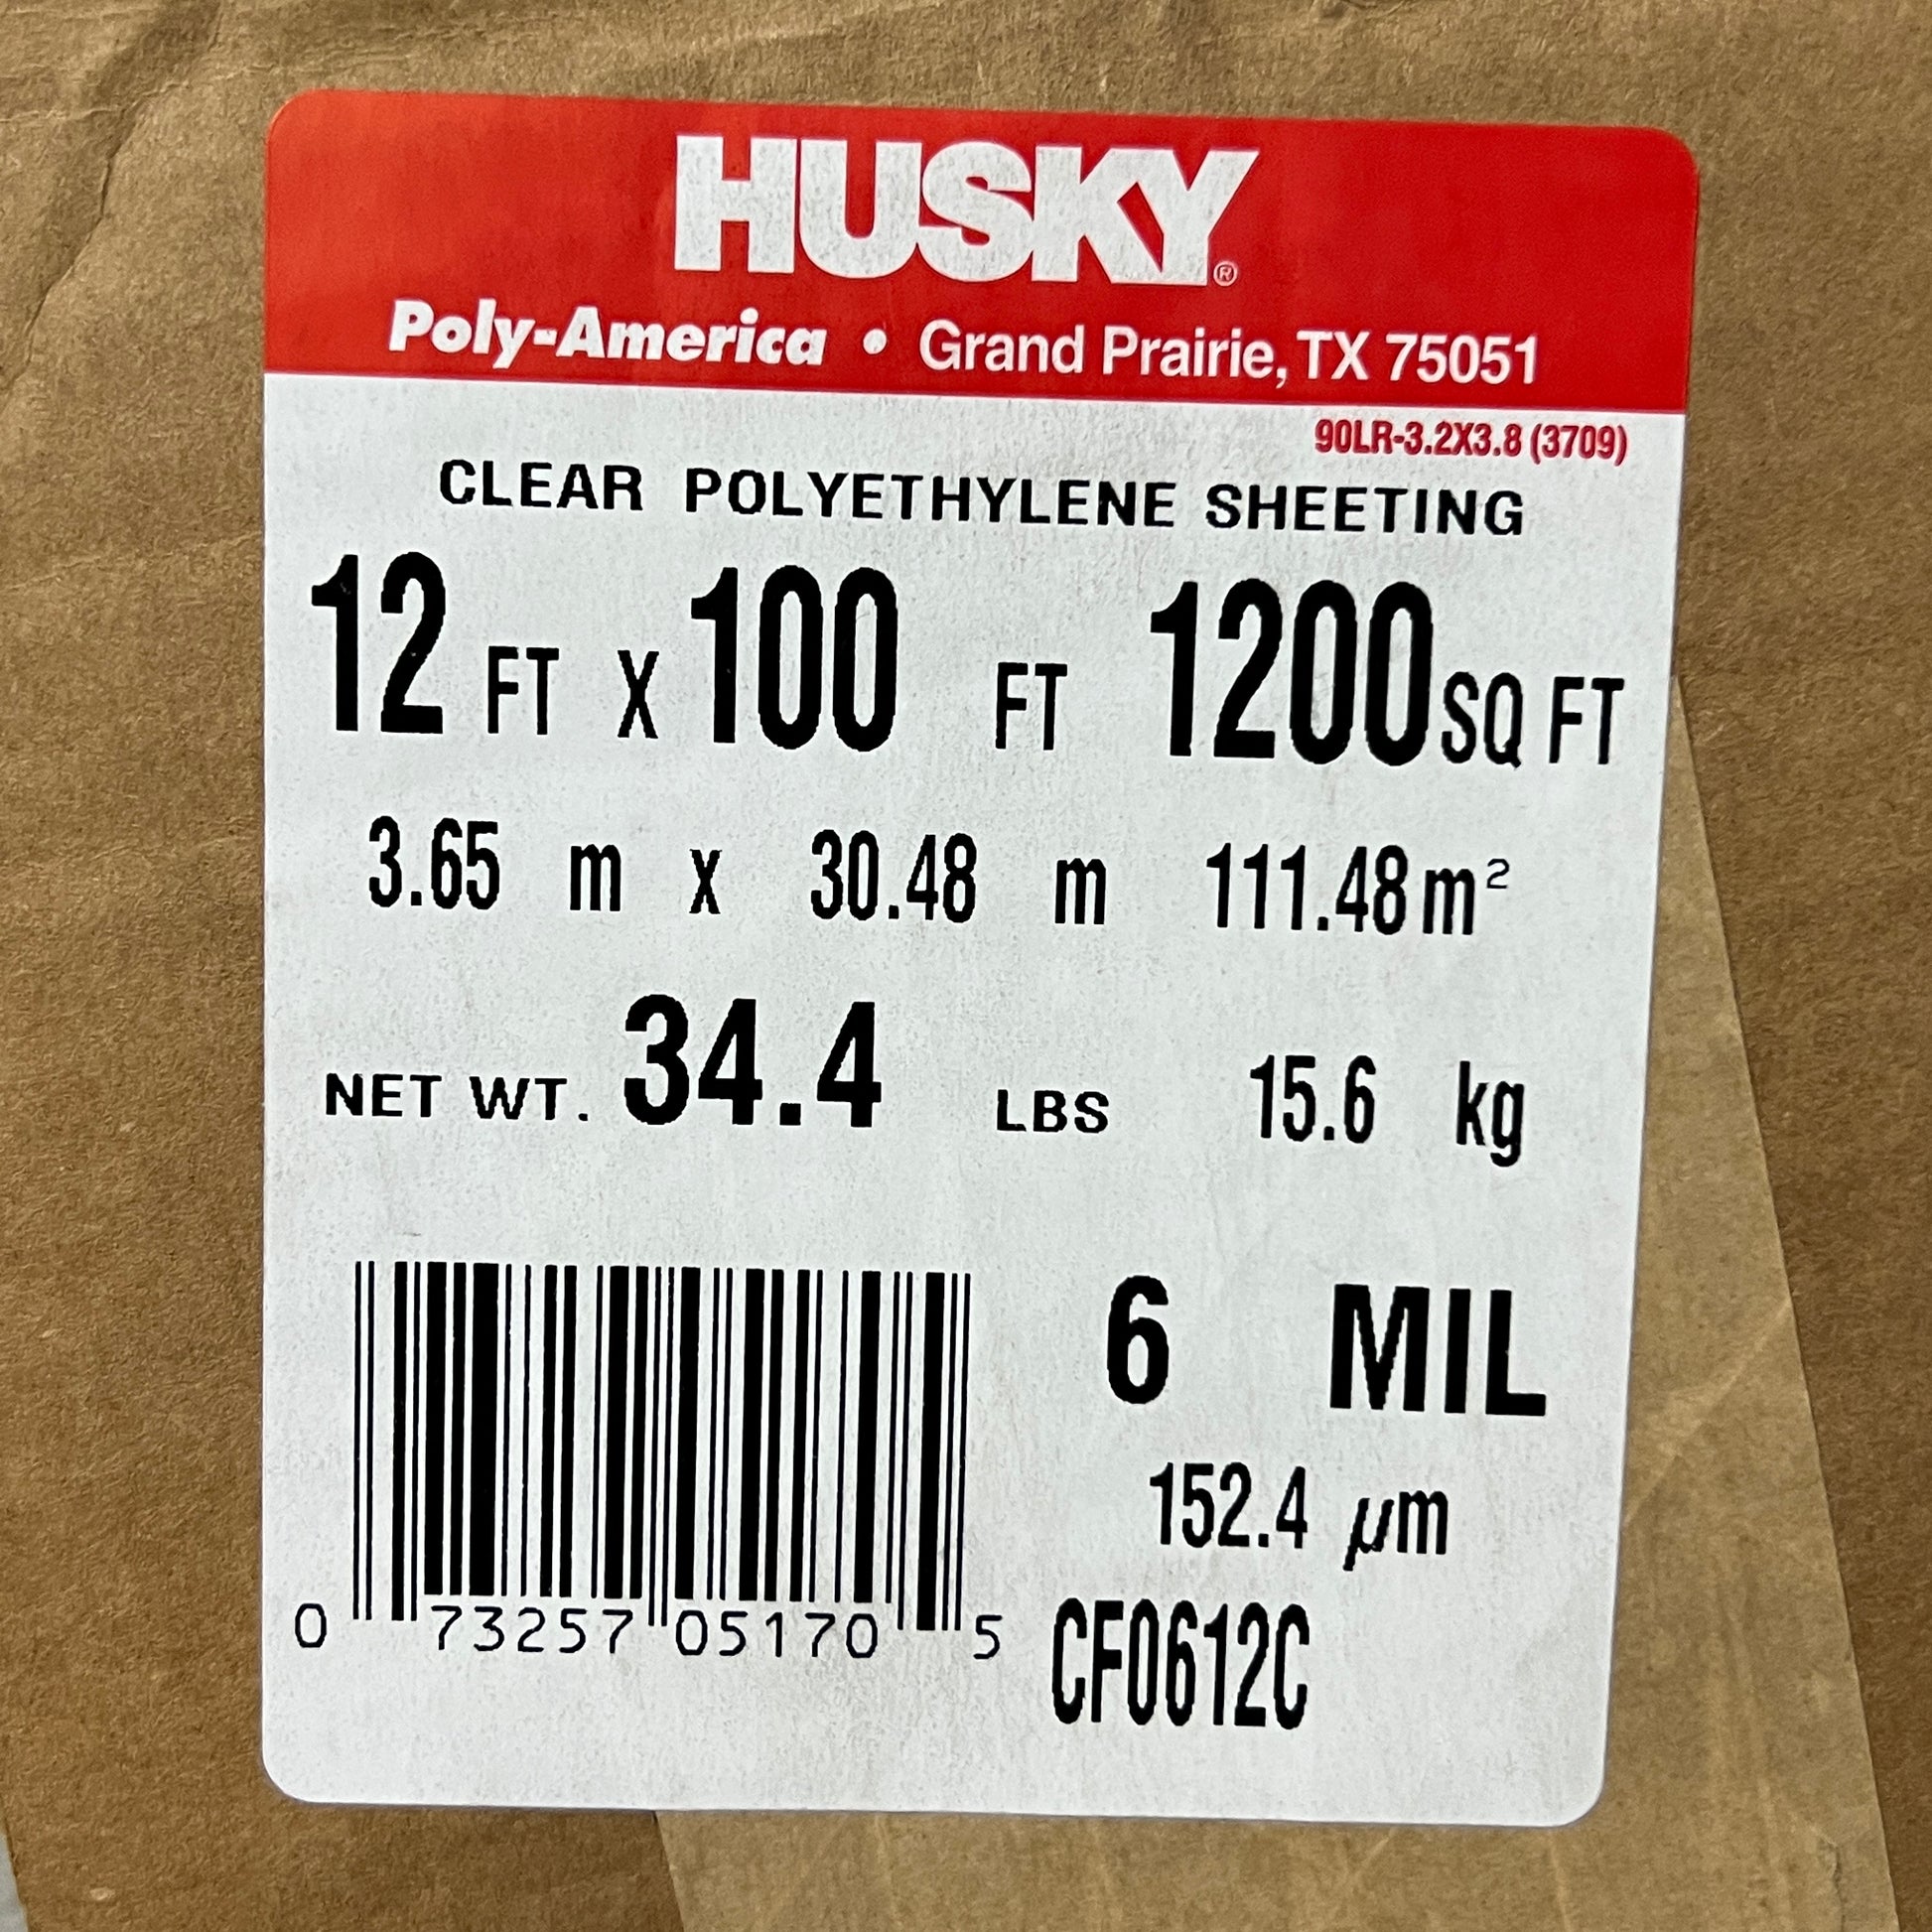 HUSKY®
Poly-America • Grand Prairie, TX 75051
90LR-3.2X3.8 (3709)
CLEAR POLYETHYLENE SHEETING
12 FT X 100 FT 1200 SQ FT
3.65 m x 30.48 m 111.48 m²
NET WT. 34.4 LBS 15.6 kg
6 MIL
152.4 µm
0 73257 05170 5
CF0612C